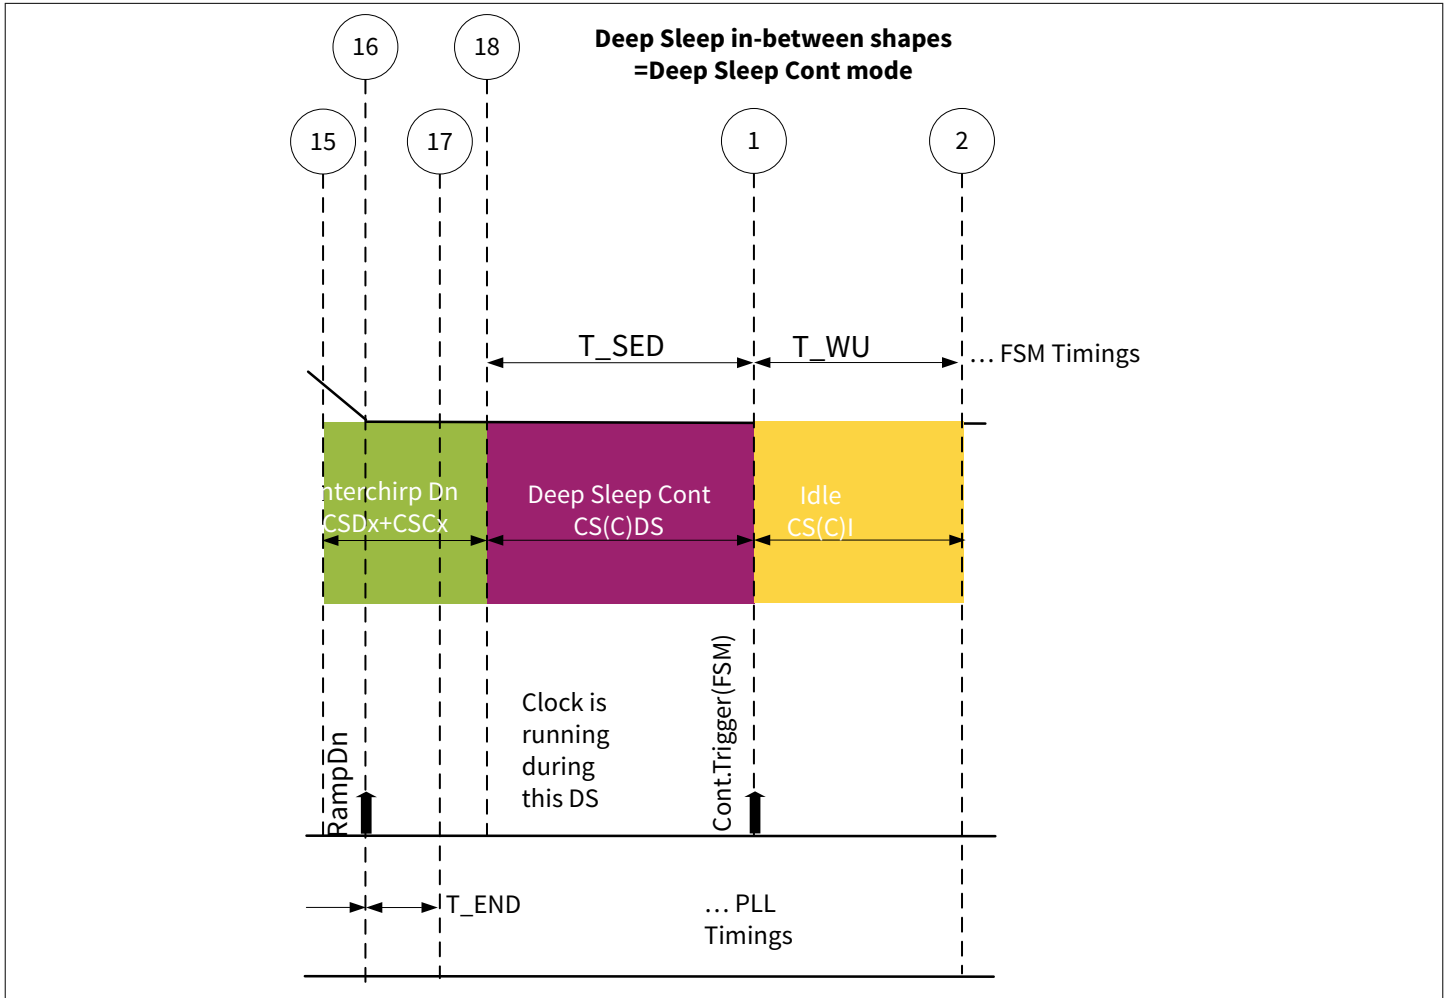 16
18
Deep Sleep in-between shapes
=Deep Sleep Cont mode
15
17
1
2
T_SED
T_WU
... FSM Timings
nterchirp Dn
CSDx+CSCx
Deep Sleep Cont
CS(C)DS
Idle
CS(C)I
RampDn
Clock is
running
during
this DS
Cont.Trigger(FSM)
T_END
... PLL
Timings